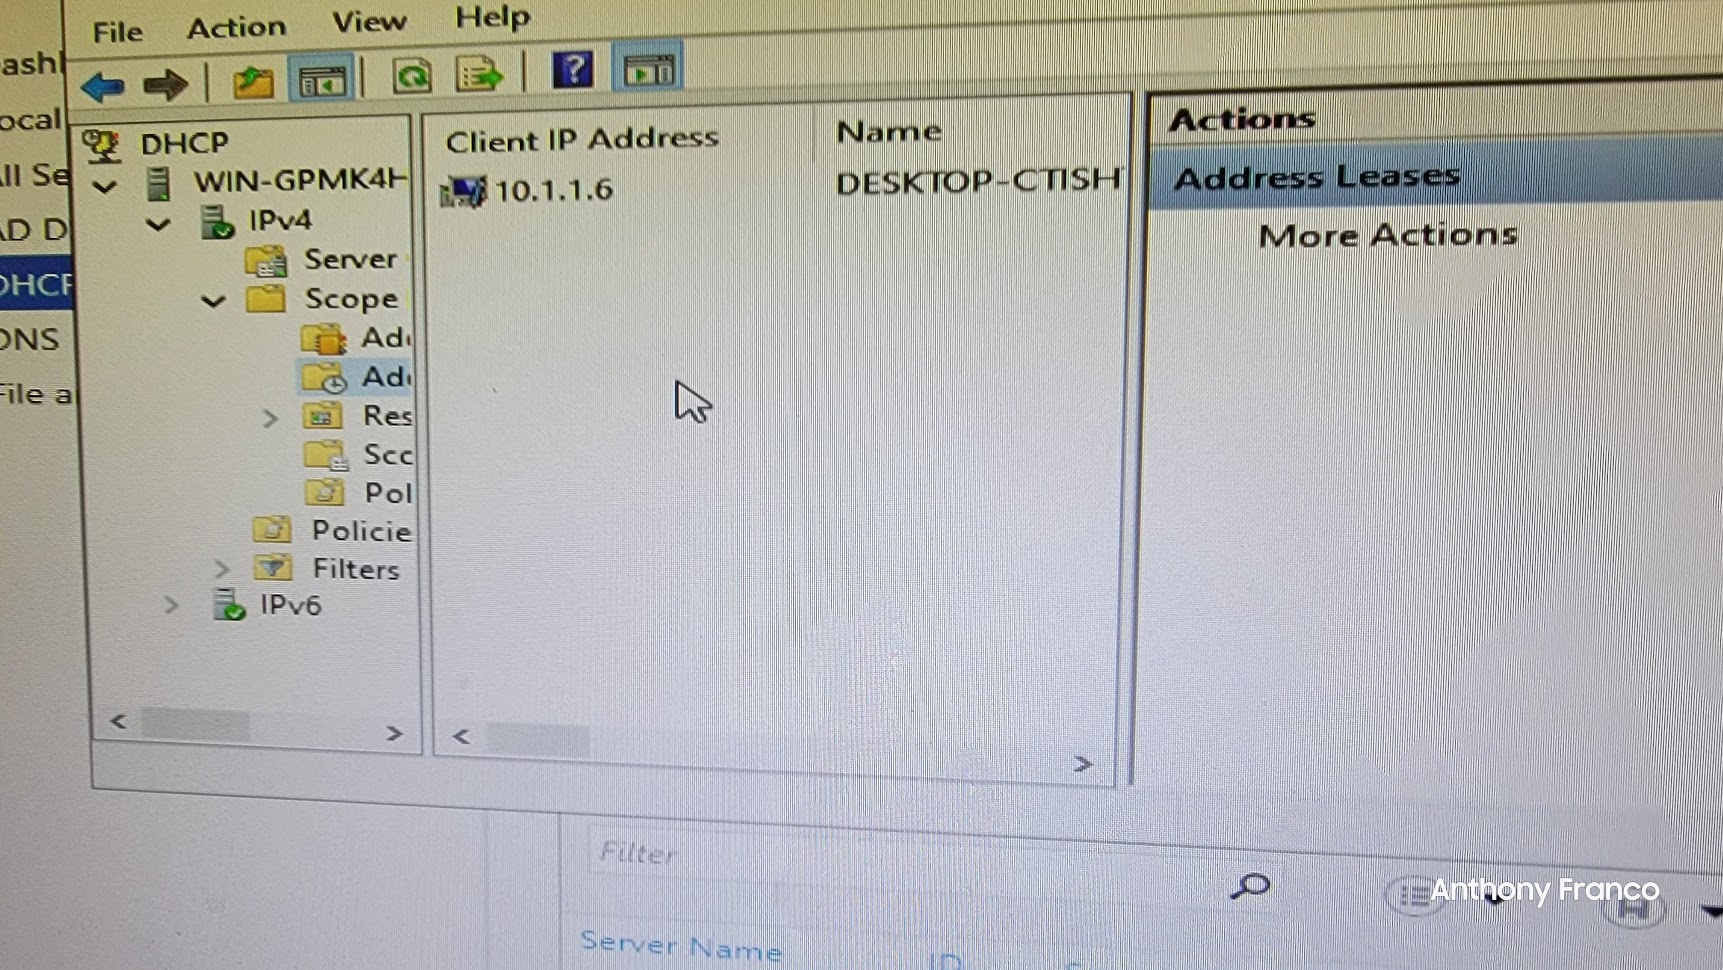 File Action View Help
DHCP
WIN-GPMK4H
IPv4
Server
Scope
Ad
Ad
Res
Sco
Pol
Policie
Filters
IPv6
Client IP Address Name
10.1.1.6 DESKTOP-CTISH
Actions
Address Leases
More Actions
ocal
ll Se
AD D
DHCP
DNS
File a
Filter
Server Name
Anthony Franco